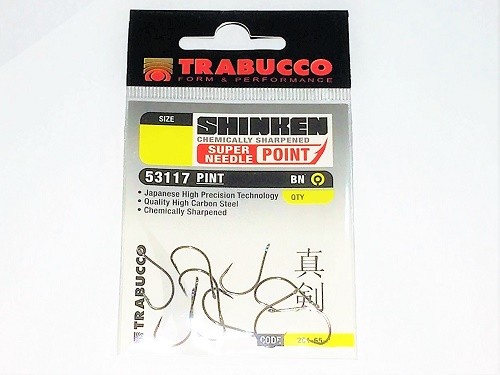 TRABUCCO
FORM & PERFORMANCE
SIZE
SHINKEN
CHEMICALLY SHARPENED
SUPER
NEEDLE
POINT
53117 PINT
BN
• Japanese High Precision Technology
• Quality High Carbon Steel
• Chemically Sharpened
QTY
TRABUCCO
真
剣
CODE